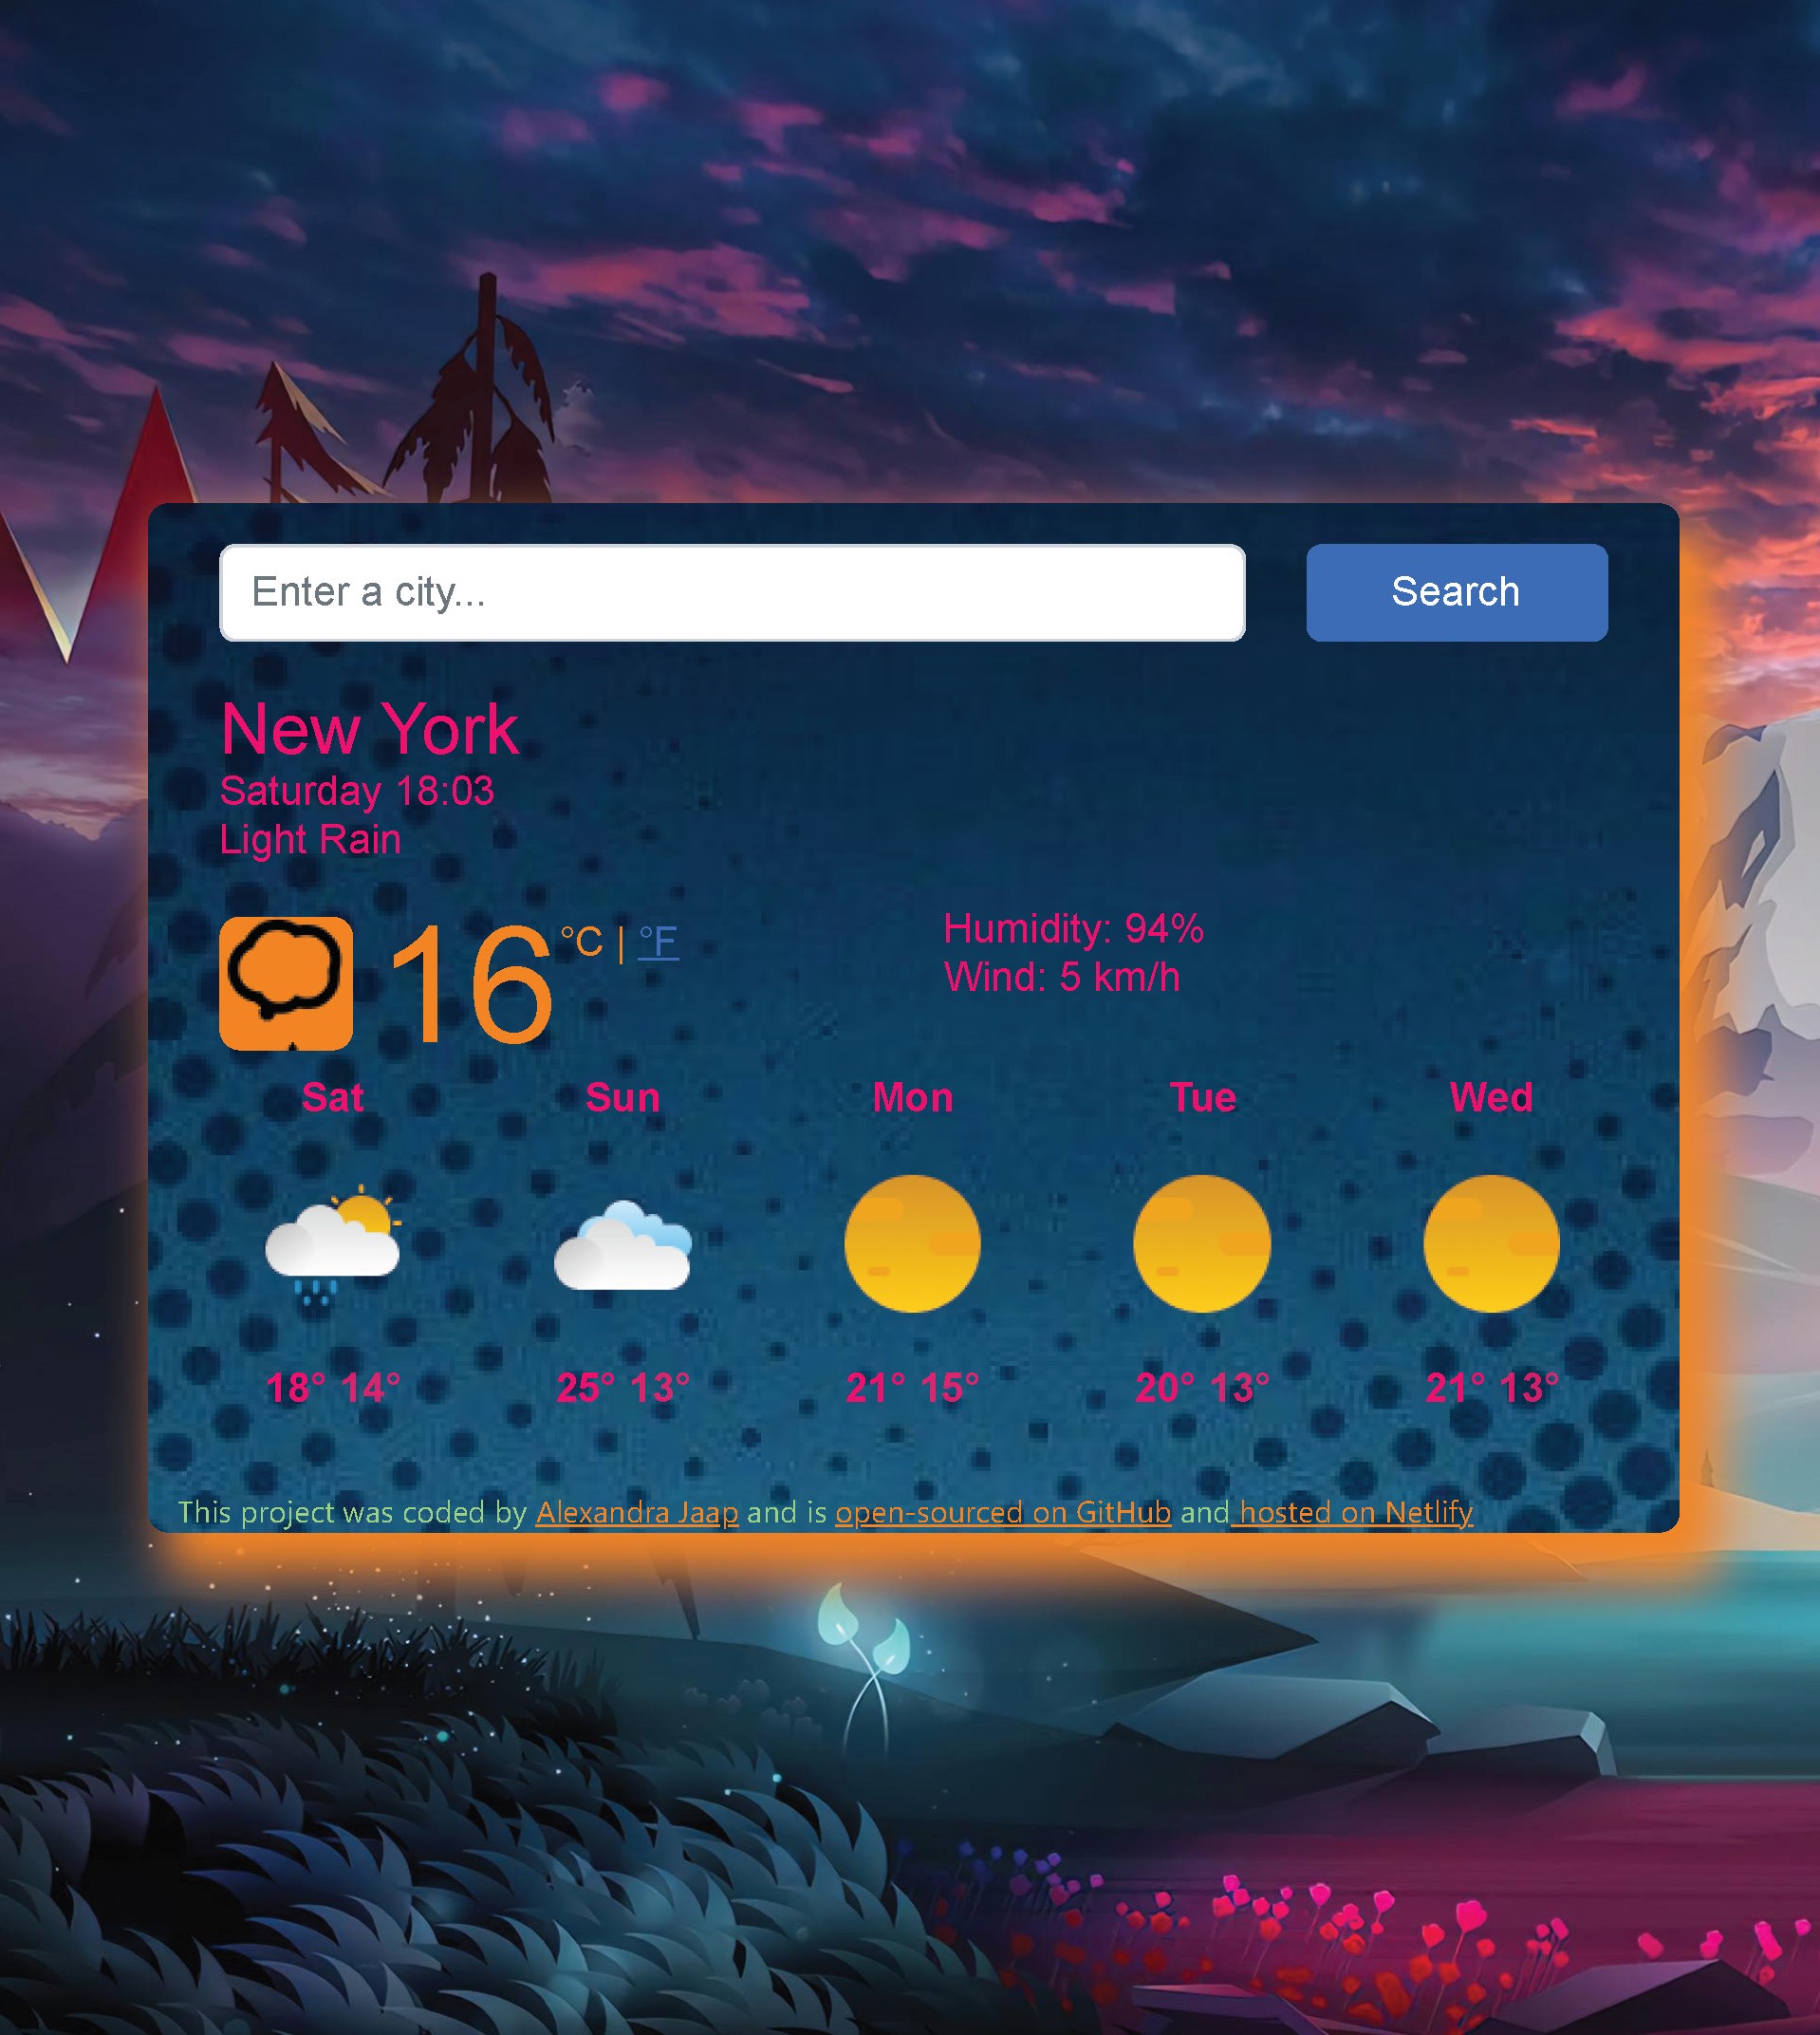 Enter a city...
Search
New York
Saturday 18:03
Light Rain
16 °C | °F
Humidity: 94%
Wind: 5 km/h
Sat Sun Mon Tue Wed
18° 14° 25° 13° 21° 15° 20° 13° 21° 13°
This project was coded by Alexandra Jaap and is open-sourced on GitHub and hosted on Netlify